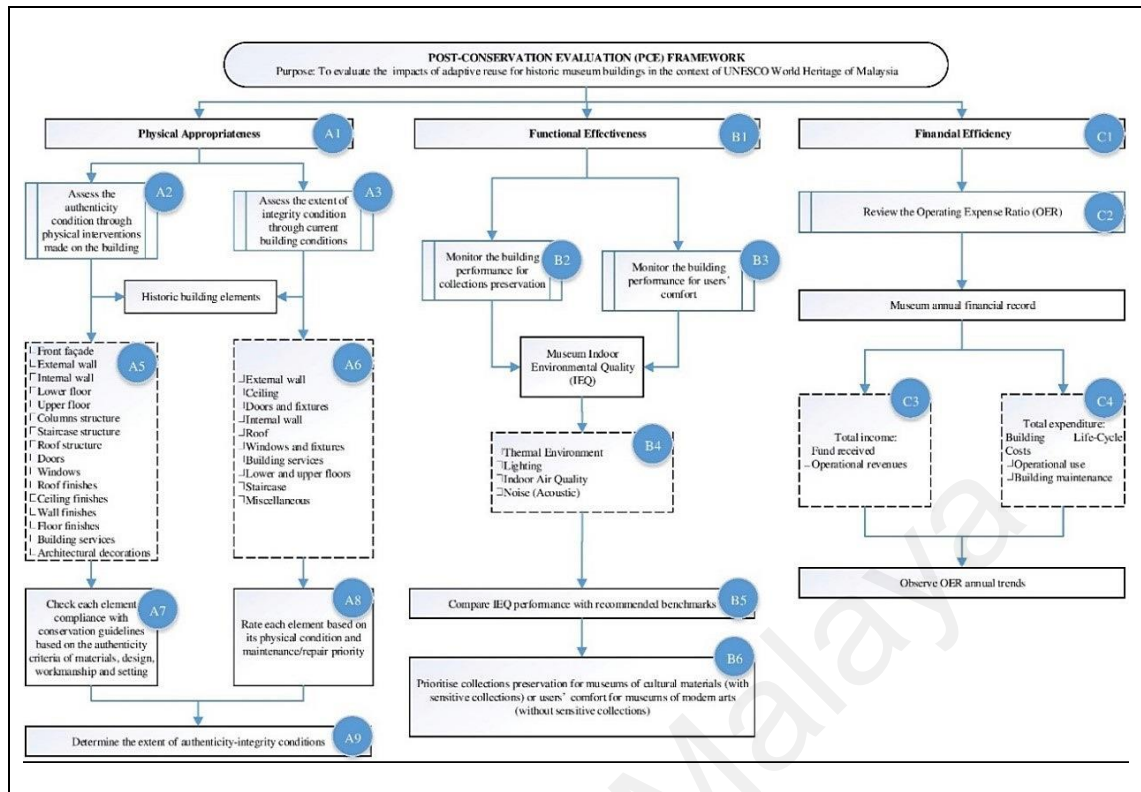 POST-CONSERVATION EVALUATION (PCE) FRAMEWORK
Purpose: To evaluate the impacts of adaptive reuse for historic museum buildings in the context of UNESCO World Heritage of Malaysia
Physical Appropriateness
A1
Assess the
authenticity
condition through
physical interventions
made on the building
A2
Assess the extent of
integrity condition
through current
building conditions
A3
Historic building elements
Front façade
External wall
Internal wall
Lower floor
Upper floor
Columns structure
Staircase structure
Roof structure
Doors
Windows
Roof finishes
Ceiling finishes
Wall finishes
Floor finishes
Building services
Architectural decorations
A5
External wall
Ceiling
Doors and fixtures
Internal wall
Roof
Windows and fixtures
Building services
Lower and upper floors
Staircase
Miscellaneous
A6
Check each element
compliance with
conservation guidelines
based on the authenticity
criteria of materials, design,
workmanship and setting
A7
Rate each element based on
its physical condition and
maintenance/repair priority
A8
Determine the extent of authenticity-integrity conditions
A9
Functional Effectiveness
B1
Monitor the building
performance for
collections preservation
B2
Monitor the building
performance for users'
comfort
B3
Museum Indoor
Environmental Quality
(IEQ)
Thermal Environment
Lighting
Indoor Air Quality
Noise (Acoustic)
B4
Compare IEQ performance with recommended benchmarks
B5
Prioritise collections preservation for museums of cultural materials (with
sensitive collections) or users' comfort for museums of modern arts
(without sensitive collections)
B6
Financial Efficiency
C1
Review the Operating Expense Ratio (OER)
C2
Museum annual financial record
Total income:
Fund received
Operational revenues
C3
Total expenditure:
Building Life-Cycle
Costs
Operational use
Building maintenance
C4
Observe OER annual trends
Malaya